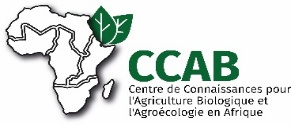 CCAB
Centre de Connaissances pour
l'Agriculture Biologique et
l'Agroécologie en Afrique